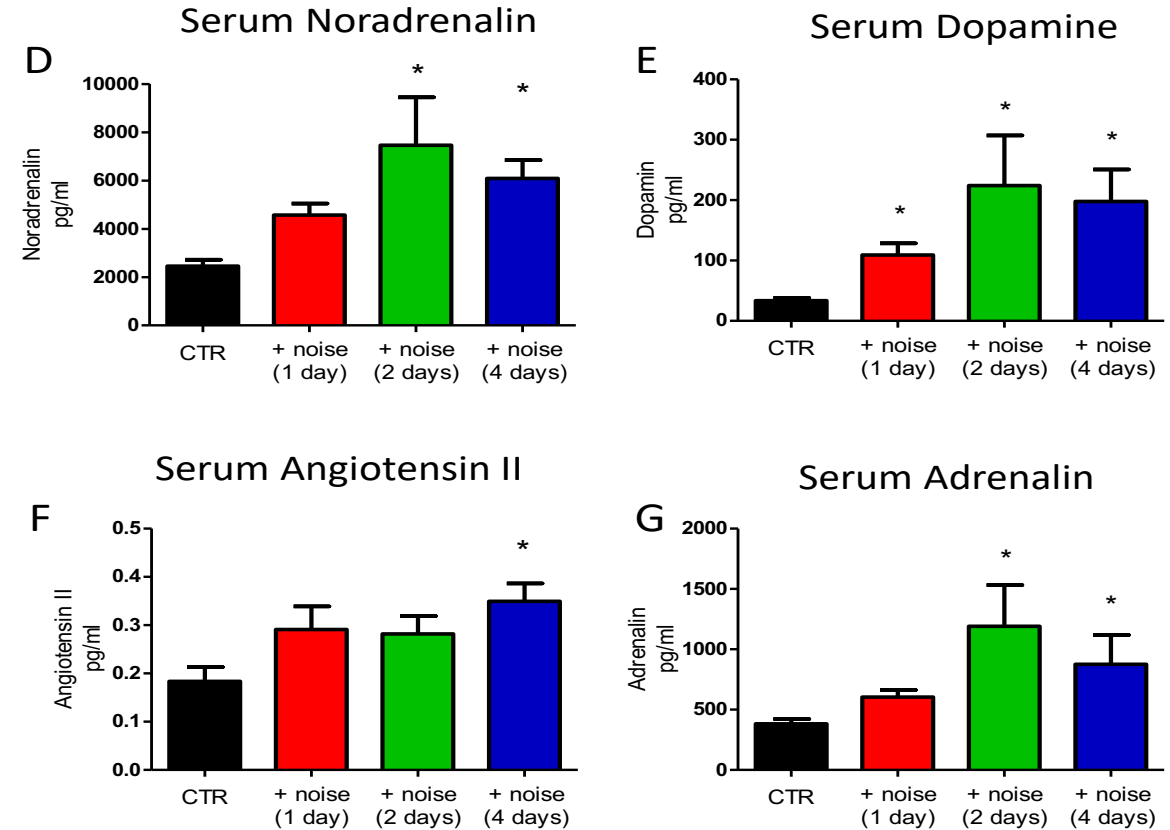 Serum Noradrenalin
D
Noradrenalin
pg/ml
10000
8000
6000
4000
2000
0
*
*
CTR
+ noise
(1 day)
+ noise
(2 days)
+ noise
(4 days)
Serum Dopamine
E
Dopamin
pg/ml
400
300
200
100
0
*
*
*
CTR
+ noise
(1 day)
+ noise
(2 days)
+ noise
(4 days)
Serum Angiotensin II
F
Angiotensin II
pg/ml
0.5
0.4
0.3
0.2
0.1
0.0
*
CTR
+ noise
(1 day)
+ noise
(2 days)
+ noise
(4 days)
Serum Adrenalin
G
Adrenalin
pg/ml
2000
1500
1000
500
0
*
*
CTR
+ noise
(1 day)
+ noise
(2 days)
+ noise
(4 days)